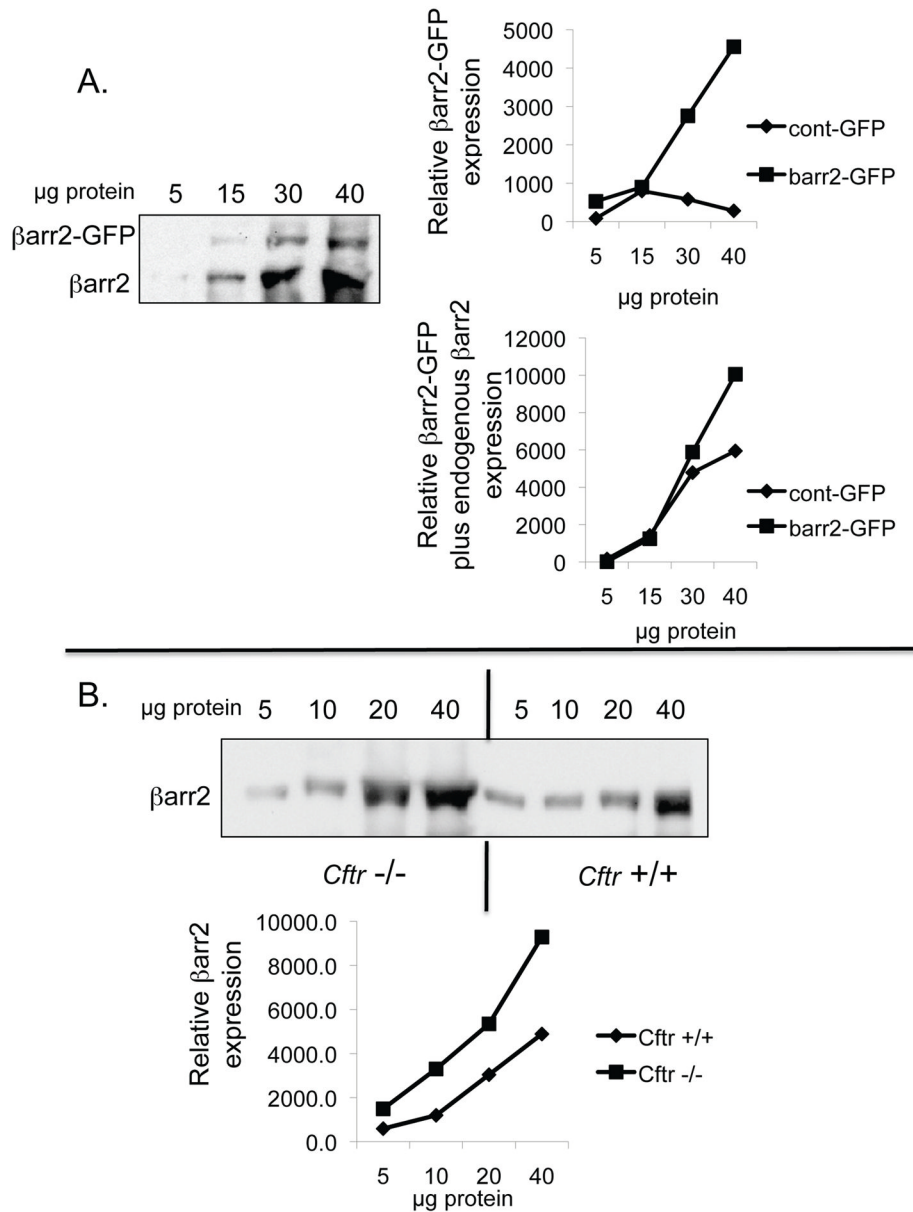 A.
µg protein 5 15 30 40
βarr2-GFP
βarr2
Relative βarr2-GFP
expression
5000
4000
3000
2000
1000
0
5 15 30 40
µg protein
cont-GFP
barr2-GFP
Relative βarr2-GFP
plus endogenous βarr2
expression
12000
10000
8000
6000
4000
2000
0
5 15 30 40
µg protein
cont-GFP
barr2-GFP
B.
µg protein 5 10 20 40 5 10 20 40
βarr2
Cftr -/- Cftr +/+
Relative βarr2
expression
10000.0
8000.0
6000.0
4000.0
2000.0
0.0
5 10 20 40
µg protein
Cftr +/+
Cftr -/-